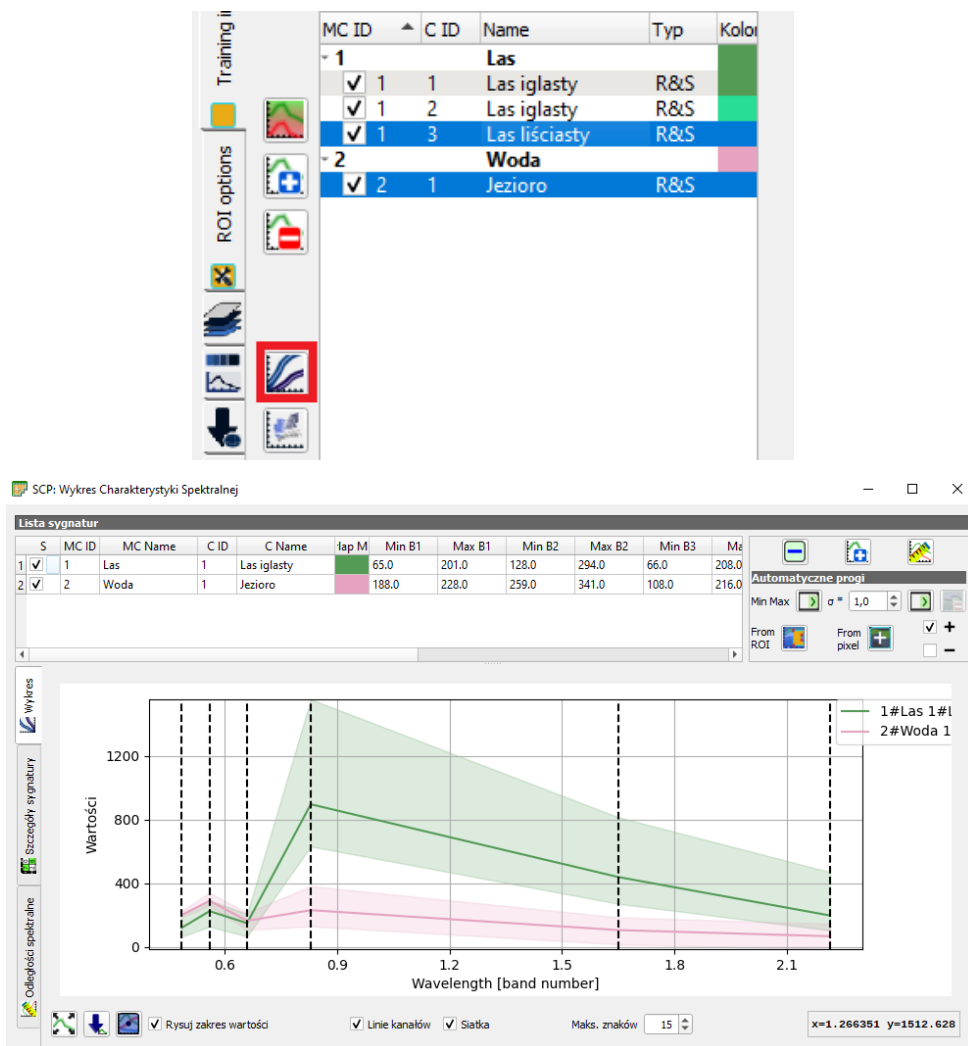 Training i
MC ID C ID Name Typ Kolor
1 Las
1 1 Las iglasty R&S
1 2 Las iglasty R&S
1 3 Las liściasty R&S
2 Woda
2 1 Jezioro R&S
ROI options
SCP: Wykres Charakterystyki Spektralnej
Lista sygnatur
S MC ID MC Name C ID C Name Min B1 Max B1 Min B2 Max B2 Min B3 Ma
1 1 Las 1 Las iglasty 65.0 201.0 128.0 294.0 66.0 208.0
2 2 Woda 1 Jezioro 188.0 228.0 259.0 341.0 108.0 216.0
Automatyczne progi
Min Max σ * 1,0
From ROI From pixel + −
Wykres
Szczegóły sygnatury
Odległości spektralne
1#Las 1#L
2#Woda 1
Wartości
1200
800
400
0
0.6 0.9 1.2 1.5 1.8 2.1
Wavelength [band number]
Rysuj zakres wartości Linie kanałów Siatka Maks. znaków 15
x=1.266351 y=1512.628